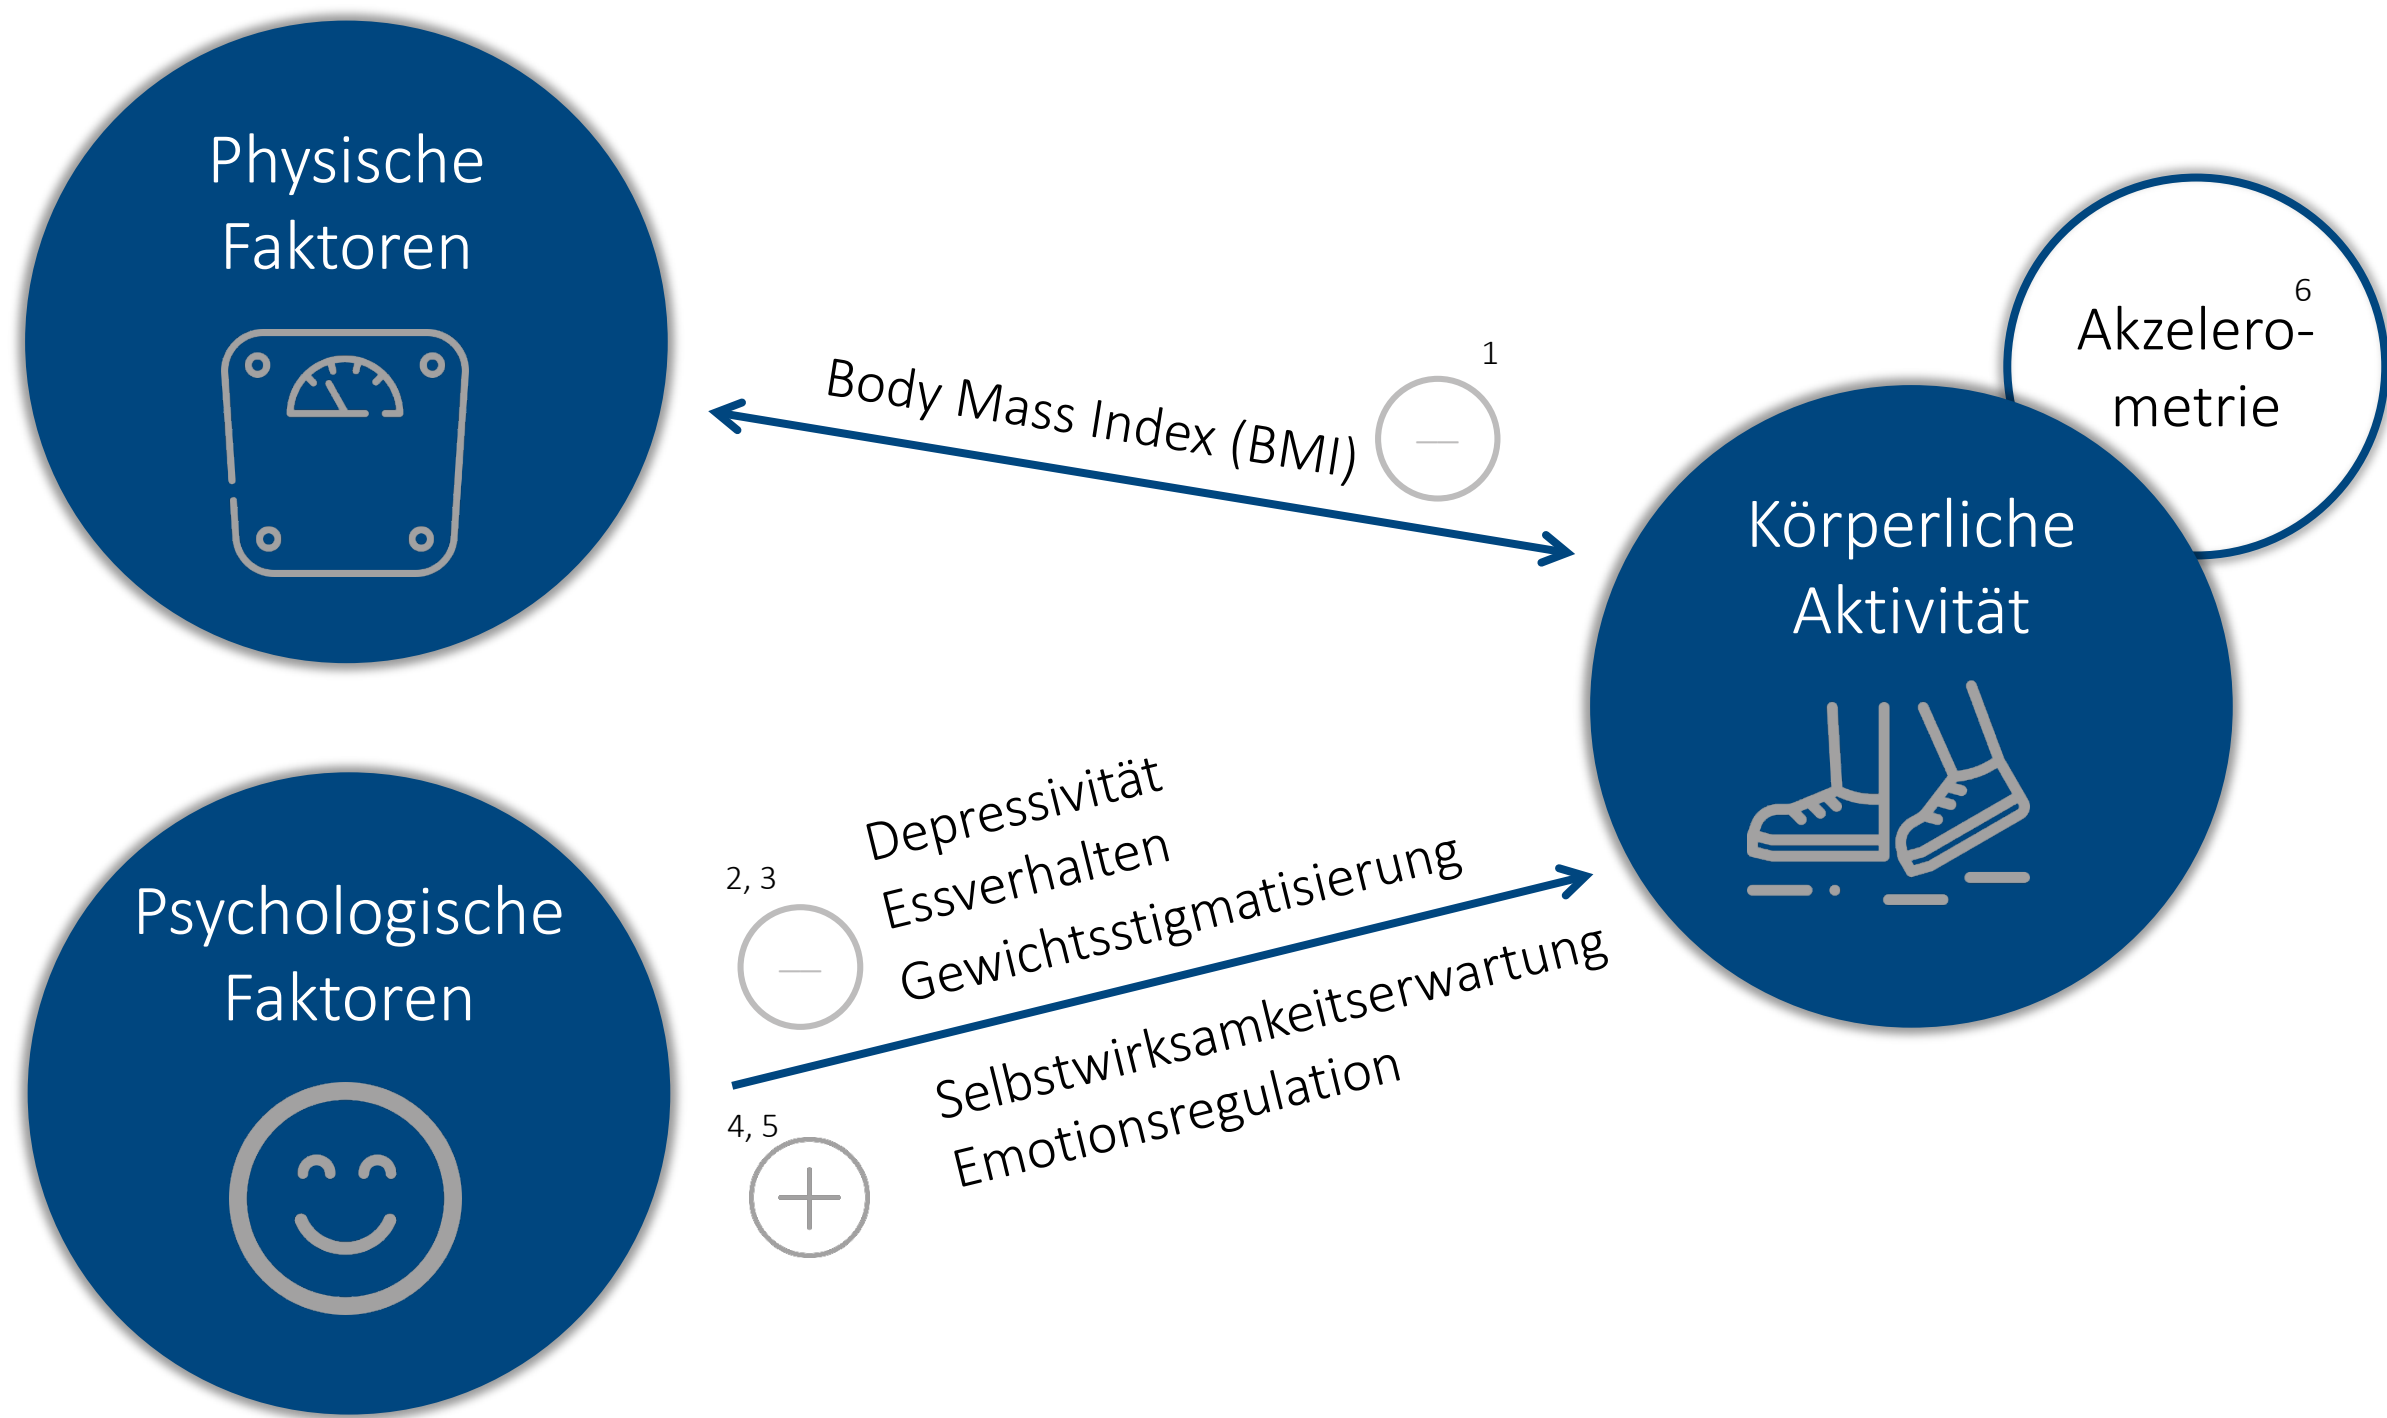 Physische
Faktoren
Body Mass Index (BMI)
1
6
Akzelero-
metrie
Körperliche
Aktivität
Psychologische
Faktoren
2, 3
Depressivität
Essverhalten
Gewichtsstigmatisierung
4, 5
Selbstwirksamkeitserwartung
Emotionsregulation